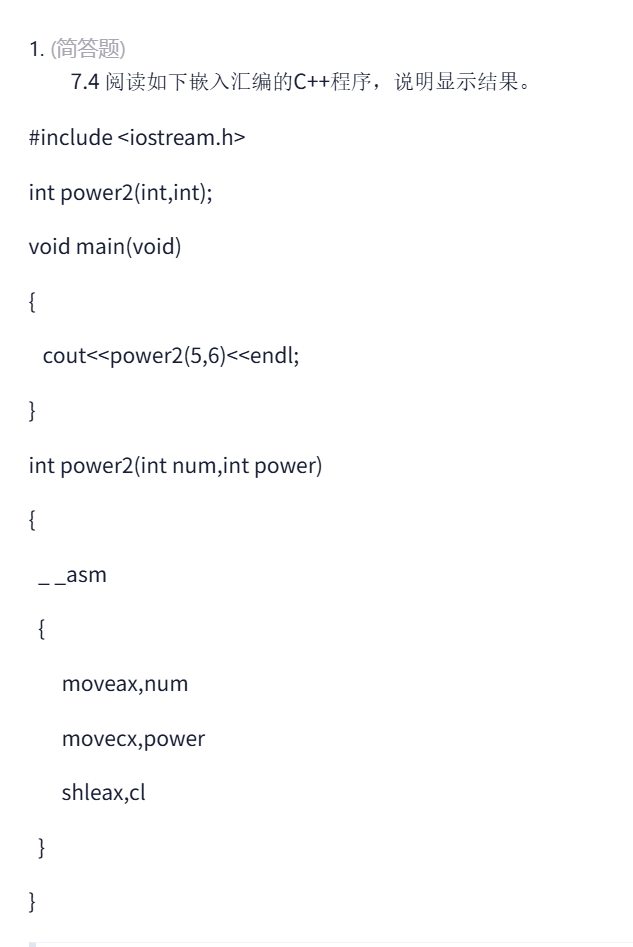 1. (简答题)
7.4 阅读如下嵌入汇编的C++程序，说明显示结果。
#include <iostream.h>
int power2(int,int);
void main(void)
{
cout<<power2(5,6)<<endl;
}
int power2(int num,int power)
{
_ _asm
{
moveax,num
movecx,power
shleax,cl
}
}